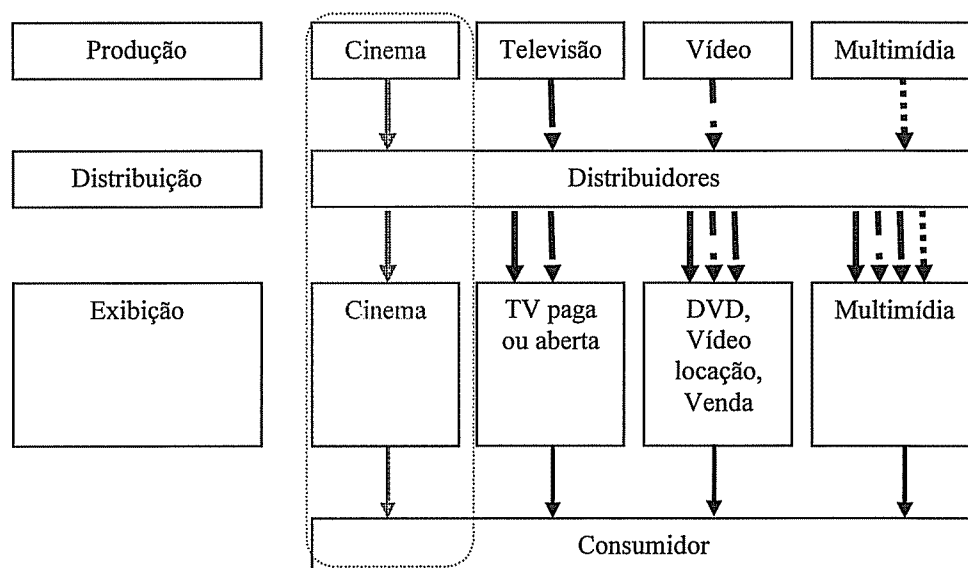 Produção
Cinema
Televisão
Vídeo
Multimídia
Distribuição
Distribuidores
Exibição
Cinema
TV paga
ou aberta
DVD,
Vídeo
locação,
Venda
Multimídia
Consumidor